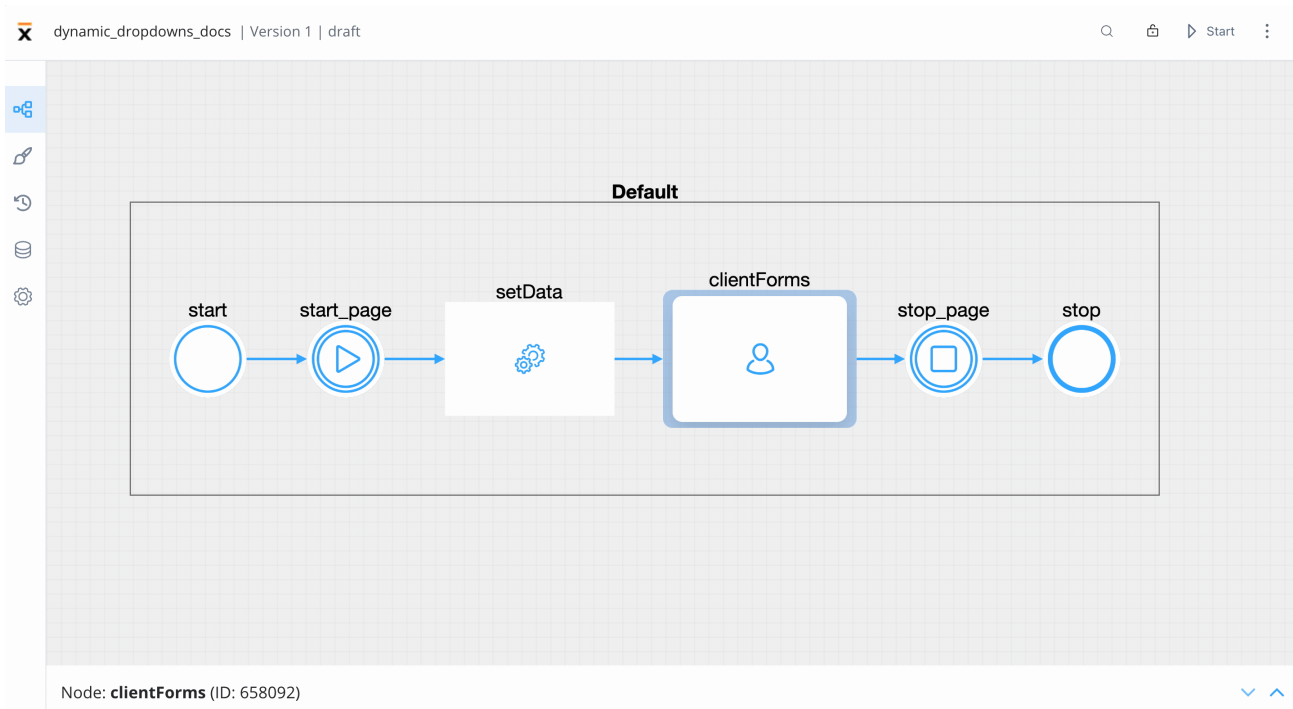 dynamic_dropdowns_docs | Version 1 | draft
Start
Default
start
start_page
setData
clientForms
stop_page
stop
Node: clientForms (ID: 658092)